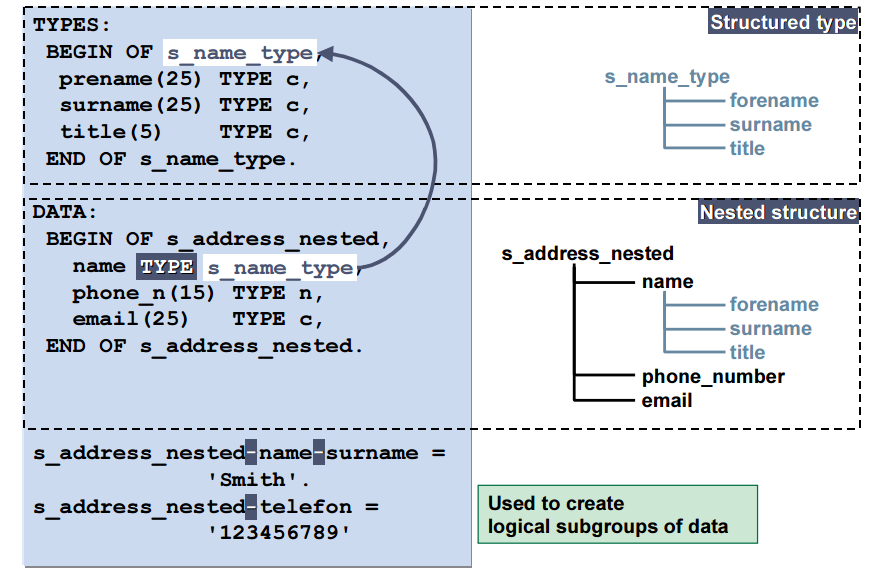 TYPES:
BEGIN OF s_name_type,
prename(25) TYPE c,
surname(25) TYPE c,
title(5) TYPE c,
END OF s_name_type.
Structured type
s_name_type
forename
surname
title
DATA:
BEGIN OF s_address_nested,
name TYPE s_name_type,
phone_n(15) TYPE n,
email(25) TYPE c,
END OF s_address_nested.
Nested structure
s_address_nested
name
forename
surname
title
phone_number
email
s_address_nested-name-surname =
'Smith'.
s_address_nested-telefon =
'123456789'
Used to create
logical subgroups of data